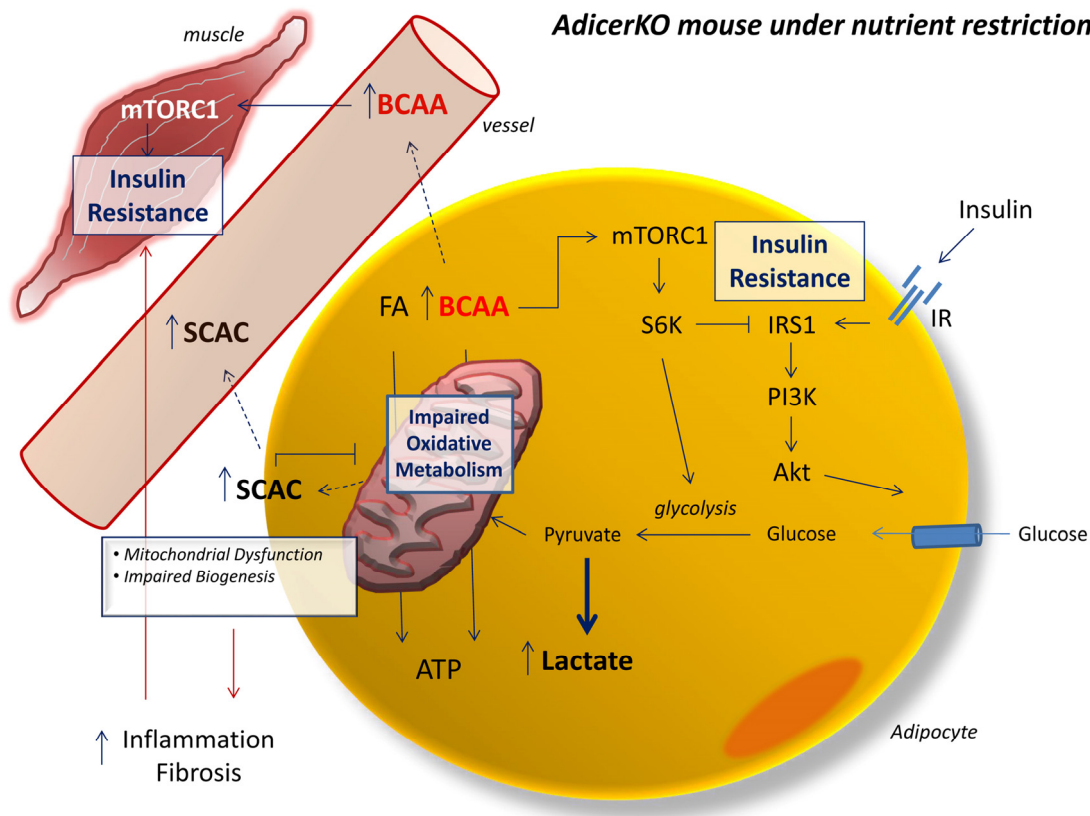 AdicerKO mouse under nutrient restriction
muscle
mTORC1
↑BCAA
vessel
Insulin
Resistance
Insulin
mTORC1
Insulin
Resistance
FA ↑BCAA
S6K
IRS1
IR
↑SCAC
PI3K
Impaired
Oxidative
Metabolism
↑SCAC
Akt
glycolysis
Pyruvate
Glucose
Glucose
• Mitochondrial Dysfunction
• Impaired Biogenesis
ATP
↑Lactate
↑ Inflammation
Fibrosis
Adipocyte